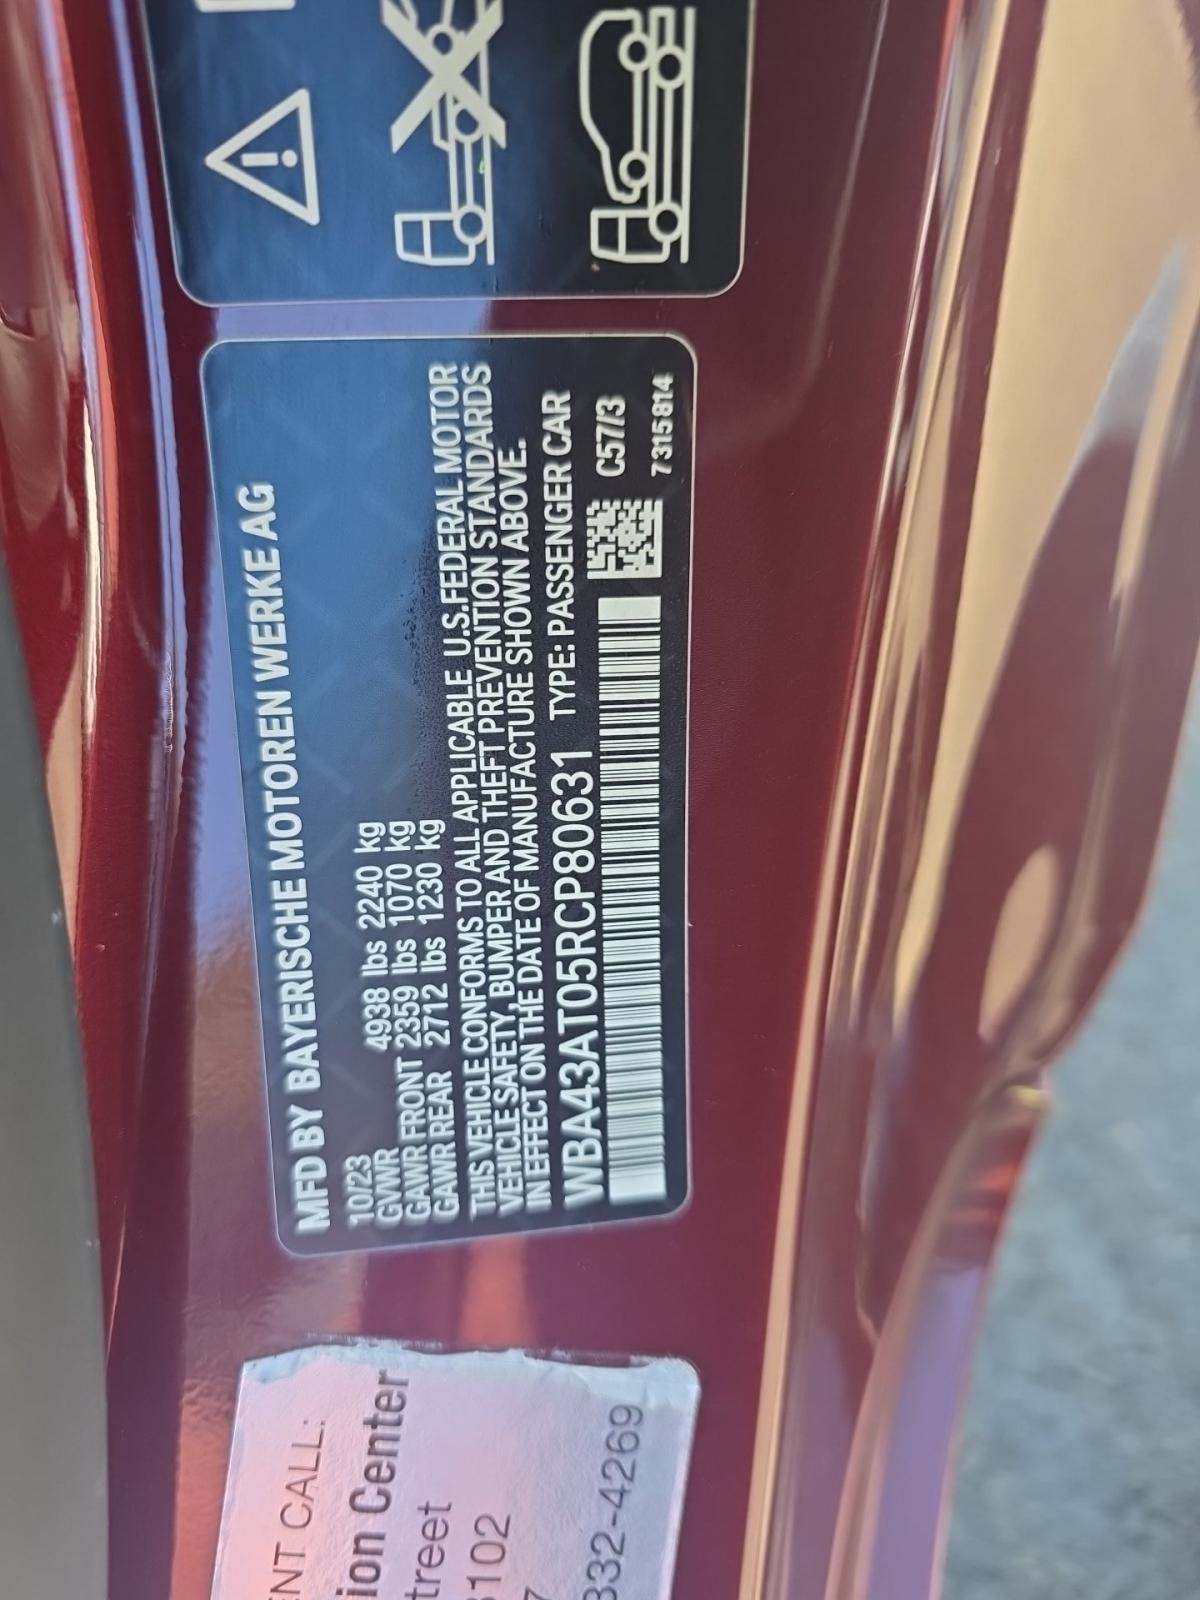 MFD BY BAYERISCHE MOTOREN WERKE AG
10/23
GVWR 4938 lbs 2240 kg
GAWR FRONT 2359 lbs 1070 kg
GAWR REAR 2712 lbs 1230 kg
THIS VEHICLE CONFORMS TO ALL APPLICABLE U.S.FEDERAL MOTOR
VEHICLE SAFETY, BUMPER AND THEFT PREVENTION STANDARDS
IN EFFECT ON THE DATE OF MANUFACTURE SHOWN ABOVE.
WBA43AT05RCP80631 TYPE: PASSENGER CAR
C57/3
7315814
ENT CALL:
ion Center
treet
3102
332-4269